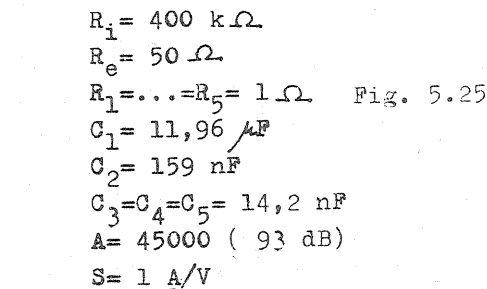 R_i= 400 kΩ
R_e= 50 Ω
R_1=...=R_5= 1 Ω Fig. 5.25
C_1= 11,96 µF
C_2= 159 nF
C_3=C_4=C_5= 14,2 nF
A= 45000 ( 93 dB)
S= 1 A/V